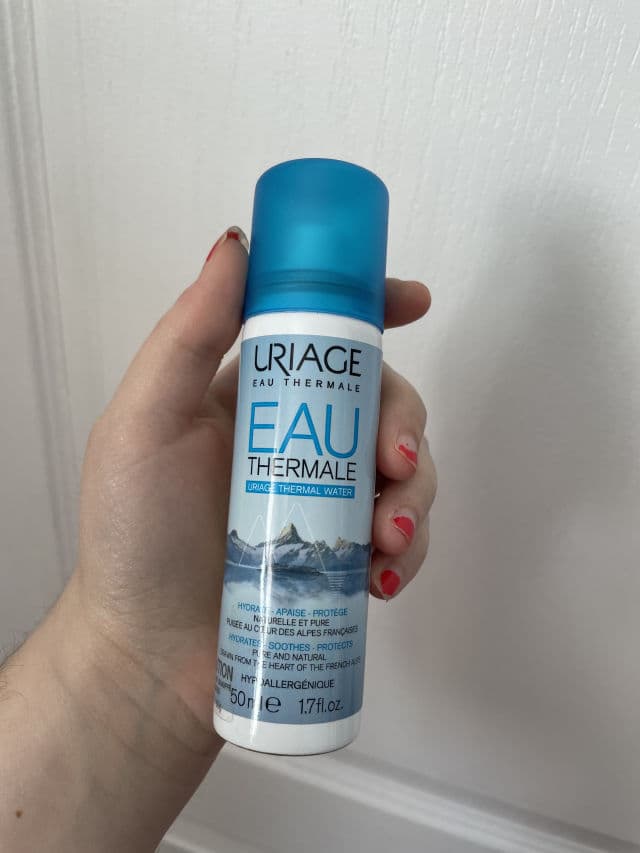 URIAGE
EAU THERMALE
EAU
THERMALE
URIAGE THERMAL WATER
HYDRATE - APAISE - PROTÈGE
NATURELLE ET PURE
PUISÉE AU CŒUR DES ALPES FRANÇAISES
HYDRATES - SOOTHES - PROTECTS
PURE AND NATURAL
DRAWN FROM THE HEART OF THE FRENCH ALPS
HYPOALLERGÉNIQUE
50 ml e 1.7 fl.oz.